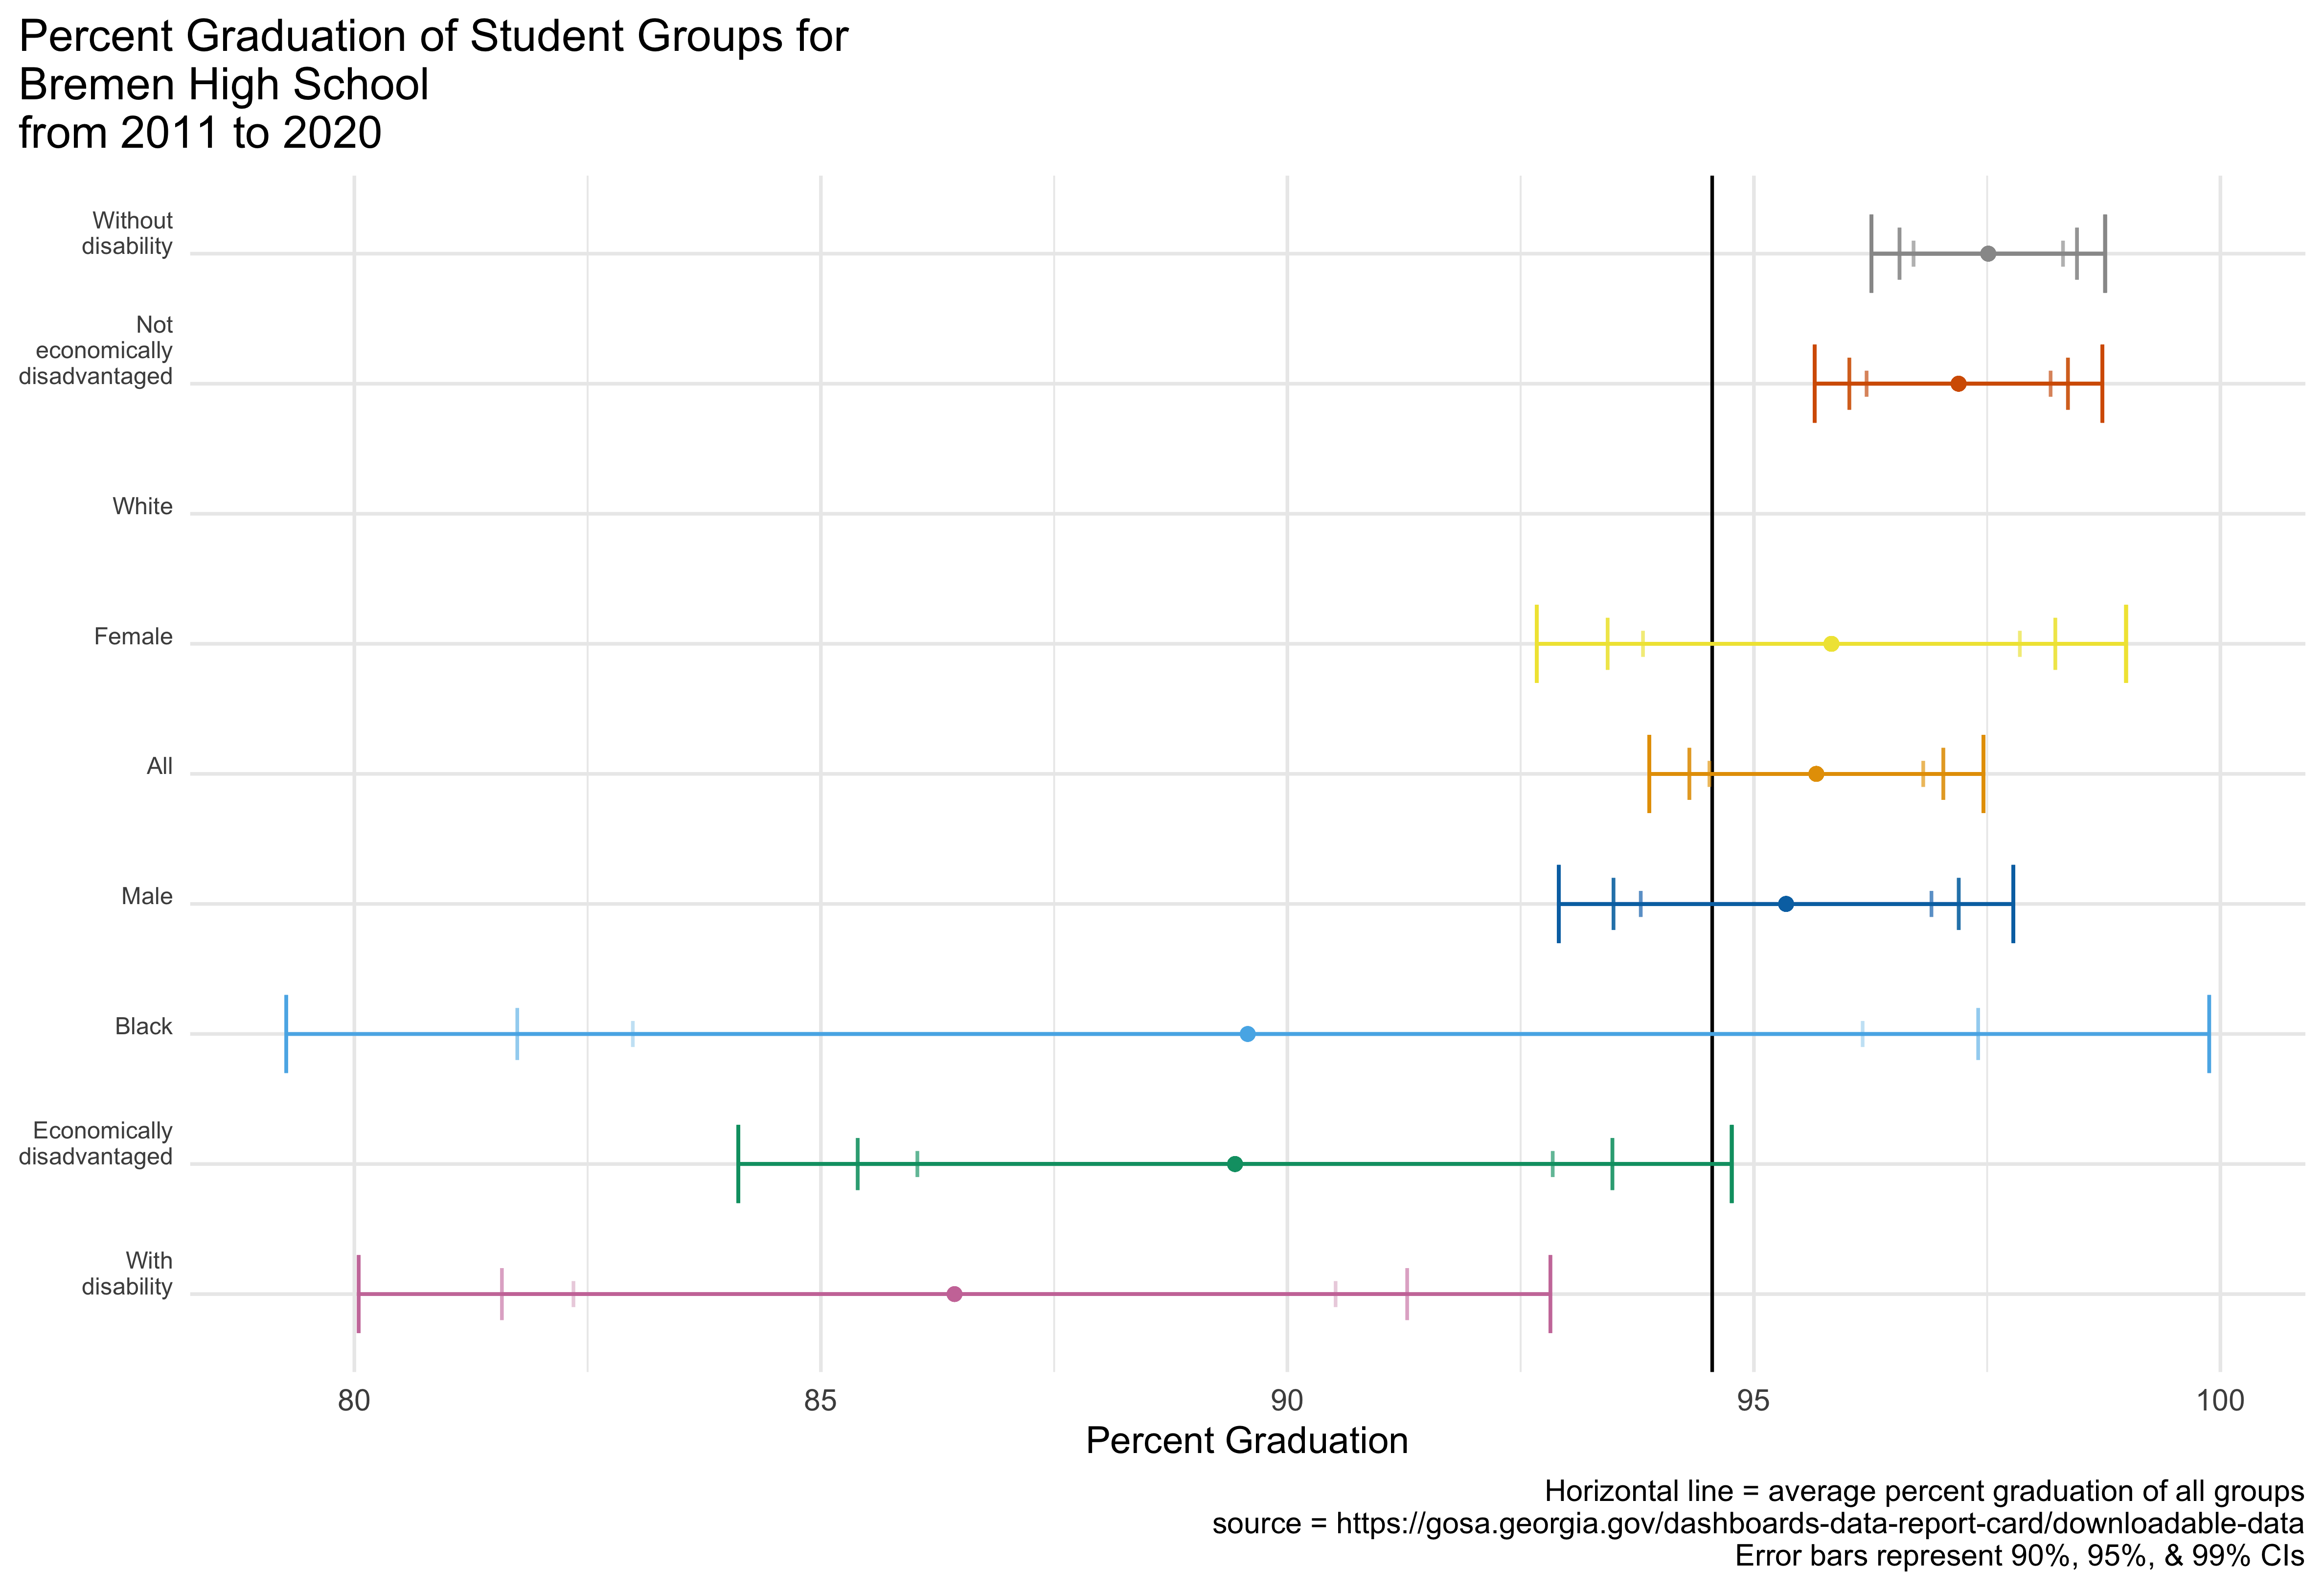 Percent Graduation of Student Groups for
Bremen High School
from 2011 to 2020
Without
disability
Not
economically
disadvantaged
White
Female
All
Male
Black
Economically
disadvantaged
With
disability
80
85
90
95
100
Percent Graduation
Horizontal line = average percent graduation of all groups
source = https://gosa.georgia.gov/dashboards-data-report-card/downloadable-data
Error bars represent 90%, 95%, & 99% CIs